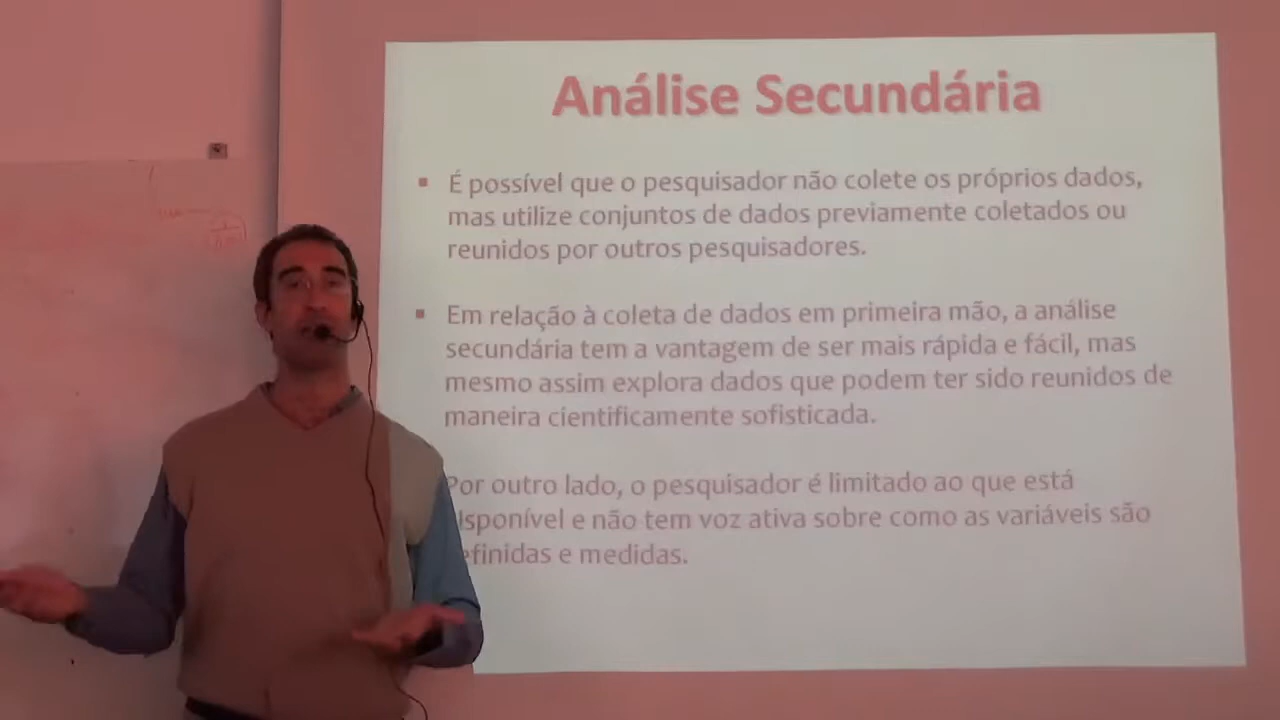 Análise Secundária
É possível que o pesquisador não colete os próprios dados,
mas utilize conjuntos de dados previamente coletados ou
reunidos por outros pesquisadores.
Em relação à coleta de dados em primeira mão, a análise
secundária tem a vantagem de ser mais rápida e fácil, mas
mesmo assim explora dados que podem ter sido reunidos de
maneira cientificamente sofisticada.
Por outro lado, o pesquisador é limitado ao que está
isponível e não tem voz ativa sobre como as variáveis são
efinidas e medidas.